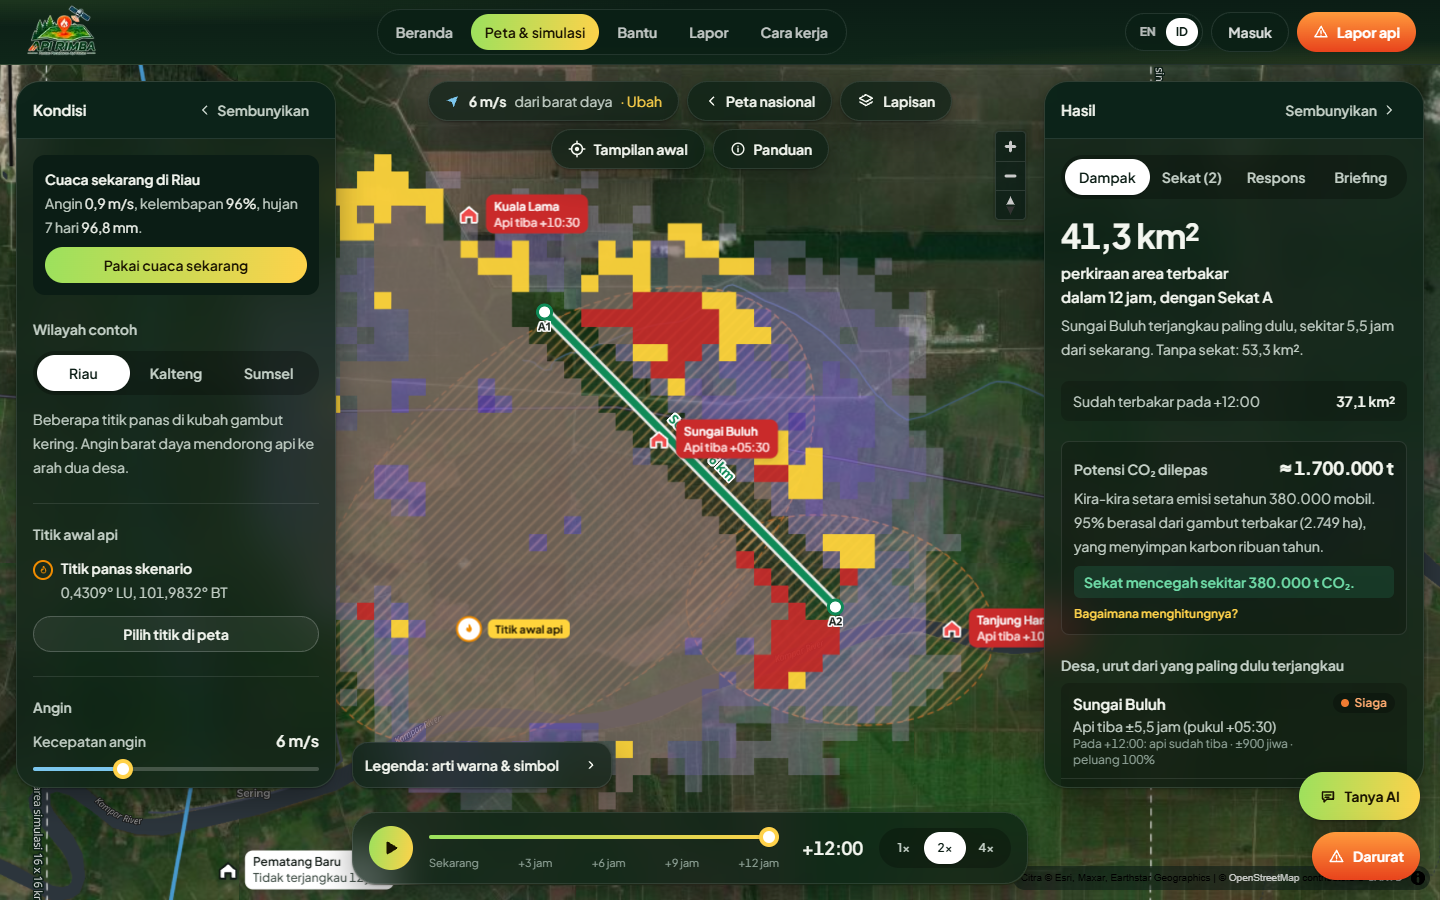 API RIMBA
Beranda
Peta & simulasi
Bantu
Lapor
Cara kerja
EN
ID
Masuk
Lapor api
Kondisi
Sembunyikan
Cuaca sekarang di Riau
Angin 0,9 m/s, kelembapan 96%, hujan
7 hari 96,8 mm.
Pakai cuaca sekarang
Wilayah contoh
Riau
Kalteng
Sumsel
Beberapa titik panas di kubah gambut
kering. Angin barat daya mendorong api ke
arah dua desa.
Titik awal api
Titik panas skenario
0,4309° LU, 101,9832° BT
Pilih titik di peta
Angin
Kecepatan angin
6 m/s
6 m/s dari barat daya · Ubah
Peta nasional
Lapisan
Tampilan awal
Panduan
Kuala Lama
Api tiba +10:30
A1
Sungai Buluh
Api tiba +05:30
km
A2
Titik awal api
Tanjung Har
Api tiba +10
Kampar River
Legenda: arti warna & simbol
Sering
Kampar River
area simulasi 16 x 16 k
Pematang Baru
Tidak terjangkau 12
Sekarang
+3 jam
+6 jam
+9 jam
+12 jam
+12:00
1×
2×
4×
Hasil
Sembunyikan
Dampak
Sekat (2)
Respons
Briefing
41,3 km²
perkiraan area terbakar
dalam 12 jam, dengan Sekat A
Sungai Buluh terjangkau paling dulu, sekitar 5,5 jam
dari sekarang. Tanpa sekat: 53,3 km².
Sudah terbakar pada +12:00
37,1 km²
Potensi CO₂ dilepas
≈1.700.000 t
Kira-kira setara emisi setahun 380.000 mobil.
95% berasal dari gambut terbakar (2.749 ha),
yang menyimpan karbon ribuan tahun.
Sekat mencegah sekitar 380.000 t CO₂.
Bagaimana menghitungnya?
Desa, urut dari yang paling dulu terjangkau
Sungai Buluh
Siaga
Api tiba ±5,5 jam (pukul +05:30)
Pada +12:00: api sudah tiba · ±900 jiwa ·
peluang 100%
Tanya AI
Darurat
Citra © Esri, Maxar, Earthstar Geographics | © OpenStreetMap